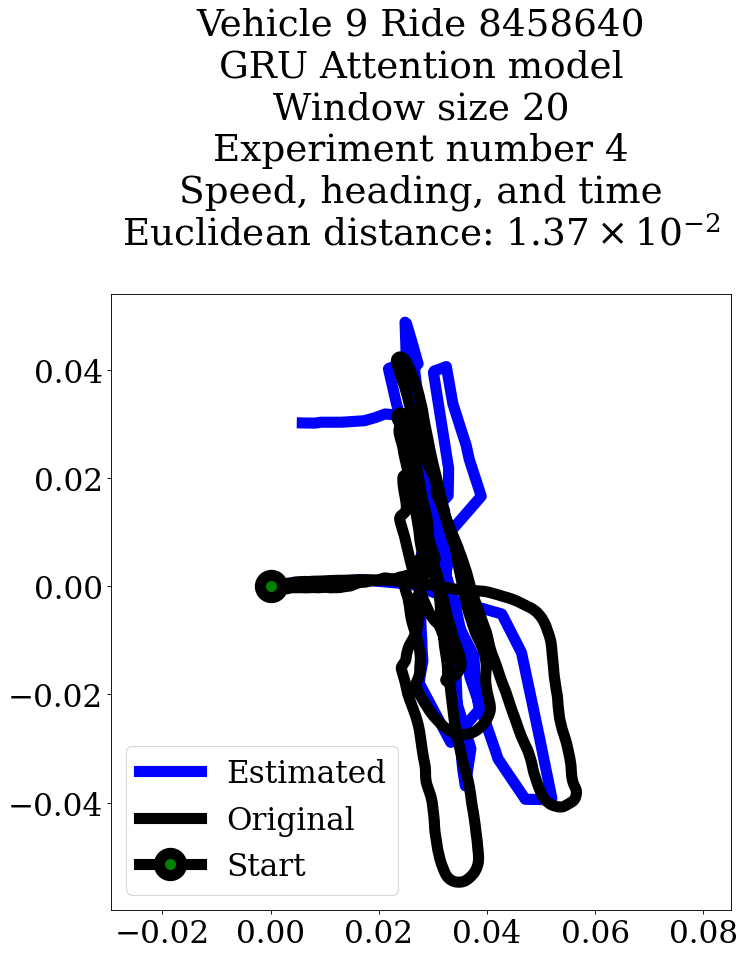 Vehicle 9 Ride 8458640
GRU Attention model
Window size 20
Experiment number 4
Speed, heading, and time
Euclidean distance: 1.37 × 10⁻²
0.04
0.02
0.00
−0.02
−0.04
Estimated
Original
Start
−0.02 0.00 0.02 0.04 0.06 0.08